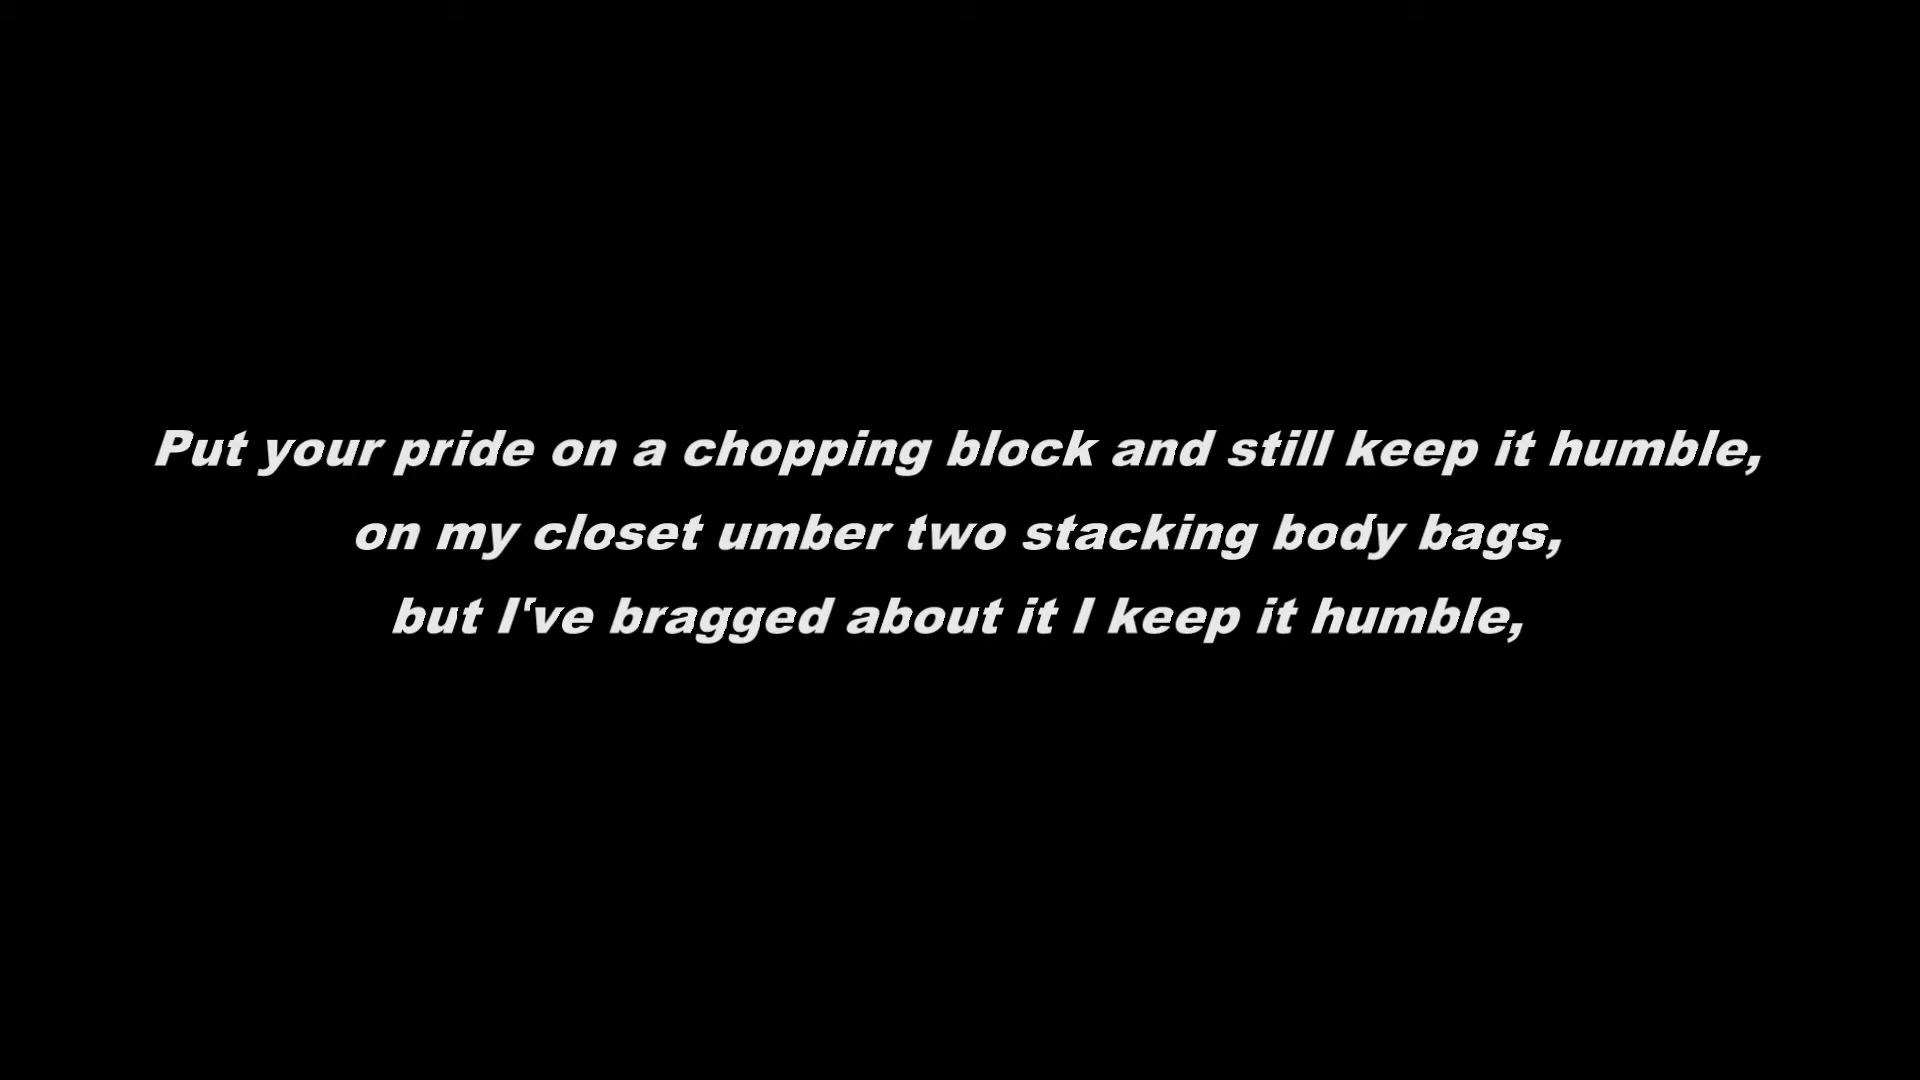 Put your pride on a chopping block and still keep it humble,
on my closet umber two stacking body bags,
but I've bragged about it I keep it humble,